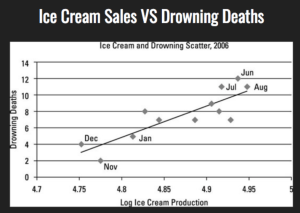 Ice Cream Sales VS Drowning Deaths
Ice Cream and Drowning Scatter, 2006
14
12
10
8
6
4
2
0
Drowning Deaths
Jun
Jul
Aug
Dec
Jan
Nov
4.7
4.75
4.8
4.85
4.9
4.95
5
Log Ice Cream Production